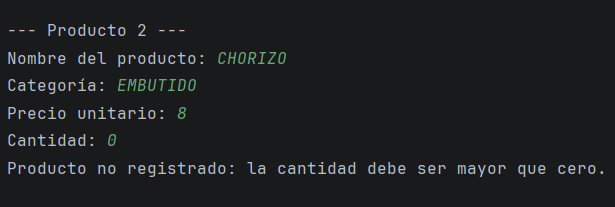 --- Producto 2 ---
Nombre del producto: CHORIZO
Categoría: EMBUTIDO
Precio unitario: 8
Cantidad: 0
Producto no registrado: la cantidad debe ser mayor que cero.